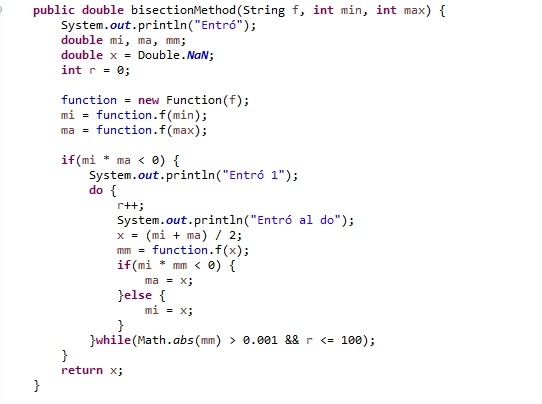 public double bisectionMethod(String f, int min, int max) {
System.out.println("Entró");
double mi, ma, mm;
double x = Double.NaN;
int r = 0;
function = new Function(f);
mi = function.f(min);
ma = function.f(max);
if(mi * ma < 0) {
System.out.println("Entró 1");
do {
r++;
System.out.println("Entró al do");
x = (mi + ma) / 2;
mm = function.f(x);
if(mi * mm < 0) {
ma = x;
}else {
mi = x;
}
}while(Math.abs(mm) > 0.001 && r <= 100);
}
return x;
}